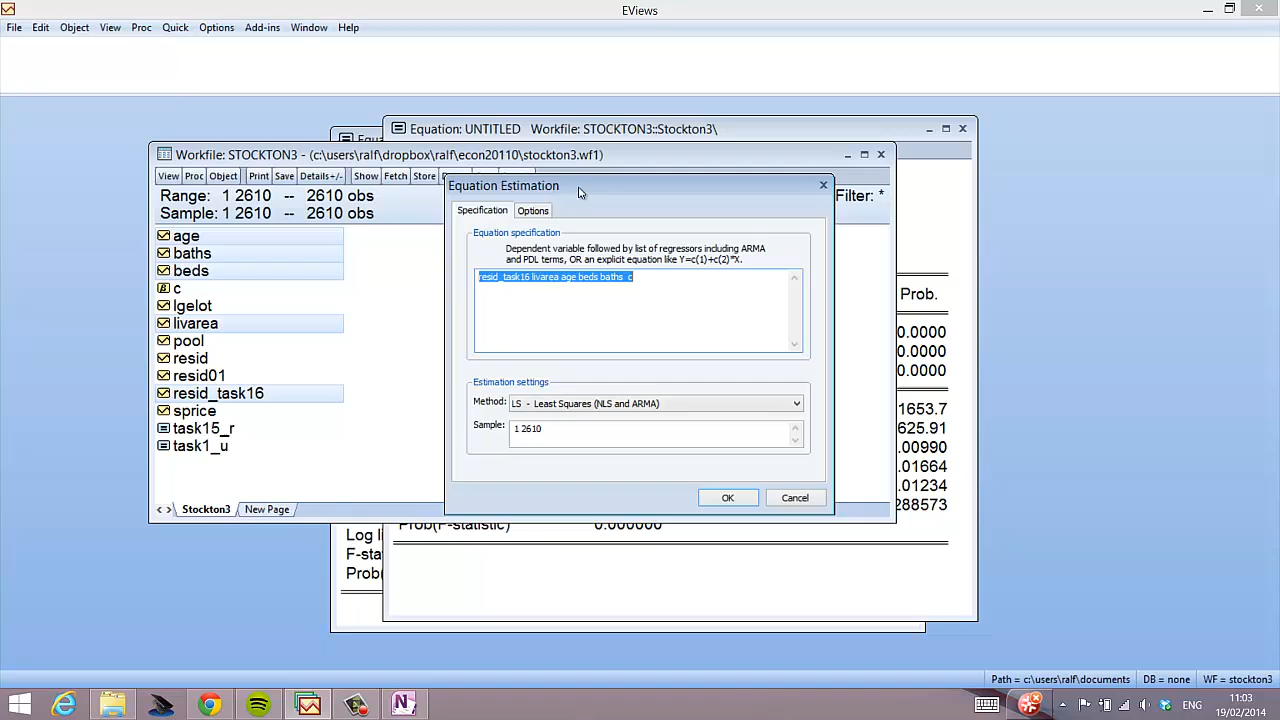 EViews
File Edit Object View Proc Quick Options Add-ins Window Help
Equation: UNTITLED Workfile: STOCKTON3::Stockton3\
Workfile: STOCKTON3 - (c:\users\ralf\dropbox\ralf\econ20110\stockton3.wf1)
View Proc Object Print Save Details+/- Show Fetch Store
Range: 1 2610 -- 2610 obs
Filter: *
Sample: 1 2610 -- 2610 obs
age
baths
beds
c
lgelot
livarea
pool
resid
resid01
resid_task16
sprice
task15_r
task1_u
Stockton3 New Page
Equation Estimation
Specification Options
Equation specification
Dependent variable followed by list of regressors including ARMA
and PDL terms, OR an explicit equation like Y=c(1)+c(2)*X.
resid_task16 livarea age beds baths c
Estimation settings
Method: LS - Least Squares (NLS and ARMA)
Sample: 1 2610
OK Cancel
Prob.
0.0000
0.0000
0.0000
1653.7
625.91
.00990
.01664
.01234
288573
Prob(F-statistic) 0.000000
Log li
F-sta
Prob(
Path = c:\users\ralf\documents DB = none WF = stockton3
ENG
11:03
19/02/2014